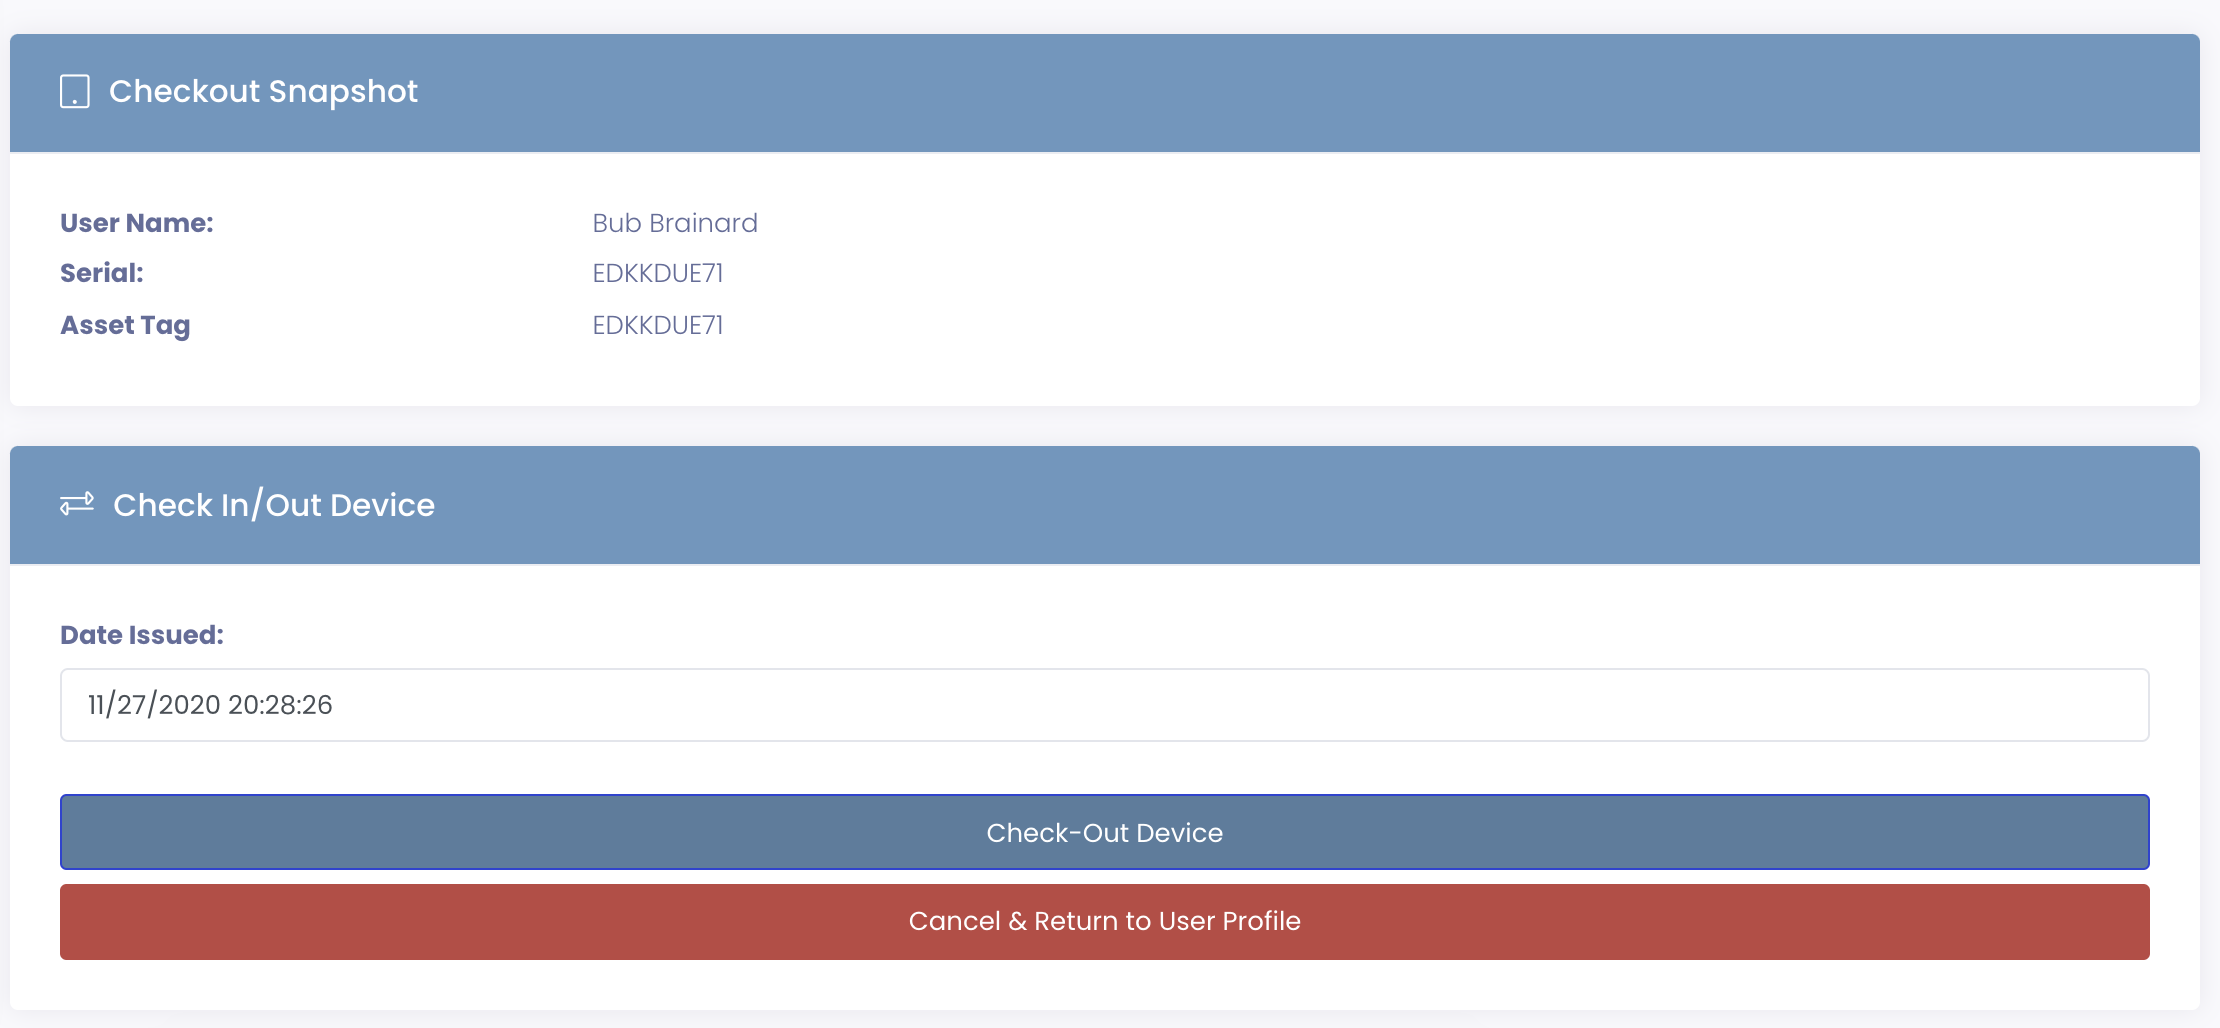 Checkout Snapshot
User Name: Bub Brainard
Serial: EDKKDUE71
Asset Tag EDKKDUE71
Check In/Out Device
Date Issued:
11/27/2020 20:28:26
Check-Out Device
Cancel & Return to User Profile